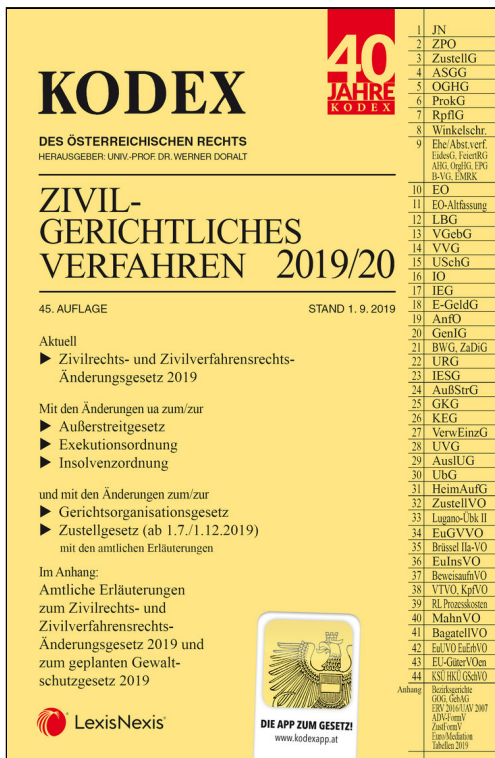 40
JAHRE
KODEX
KODEX
DES ÖSTERREICHISCHEN RECHTS
HERAUSGEBER: UNIV.-PROF. DR. WERNER DORALT
ZIVIL-
GERICHTLICHES
VERFAHREN 2019/20
45. AUFLAGE STAND 1. 9. 2019
Aktuell
▶ Zivilrechts- und Zivilverfahrensrechts-
Änderungsgesetz 2019
Mit den Änderungen ua zum/zur
▶ Außerstreitgesetz
▶ Exekutionsordnung
▶ Insolvenzordnung
und mit den Änderungen zum/zur
▶ Gerichtsorganisationsgesetz
▶ Zustellgesetz (ab 1.7./1.12.2019)
mit den amtlichen Erläuterungen
Im Anhang:
Amtliche Erläuterungen
zum Zivilrechts- und
Zivilverfahrensrechts-
Änderungsgesetz 2019 und
zum geplanten Gewalt-
schutzgesetz 2019
LexisNexis®
DIE APP ZUM GESETZ!
www.kodexapp.at
1 JN
2 ZPO
3 ZustellG
4 ASGG
5 OGHG
6 ProkG
7 RpflG
8 Winkelschr.
9 Ehe/Abst.verf.
EidesG, FeiertRG
AHG, OrgHG, EPG
B-VG, EMRK
10 EO
11 EO-Altfassung
12 LBG
13 VGebG
14 VVG
15 USchG
16 IO
17 IEG
18 E-GeldG
19 AnfO
20 GenIG
21 BWG, ZaDiG
22 URG
23 IESG
24 AußStrG
25 GKG
26 KEG
27 VerwEinzG
28 UVG
29 AuslUG
30 UbG
31 HeimAufG
32 ZustellVO
33 Lugano-Übk II
34 EuGVVO
35 Brüssel IIa-VO
36 EuInsVO
37 BeweisaufnVO
38 VTVO, KpfVO
39 RL Prozesskosten
40 MahnVO
41 BagatellVO
42 EuUVO EuErbVO
43 EU-GüterVOen
44 KSÜ HKÜ GSchVO
Anhang Bezirksgerichte
GOG, GebAG
ERV 2016/UAV 2007
ADV-FormV
ZustFormV
Euro/Mediation
Tabellen 2019